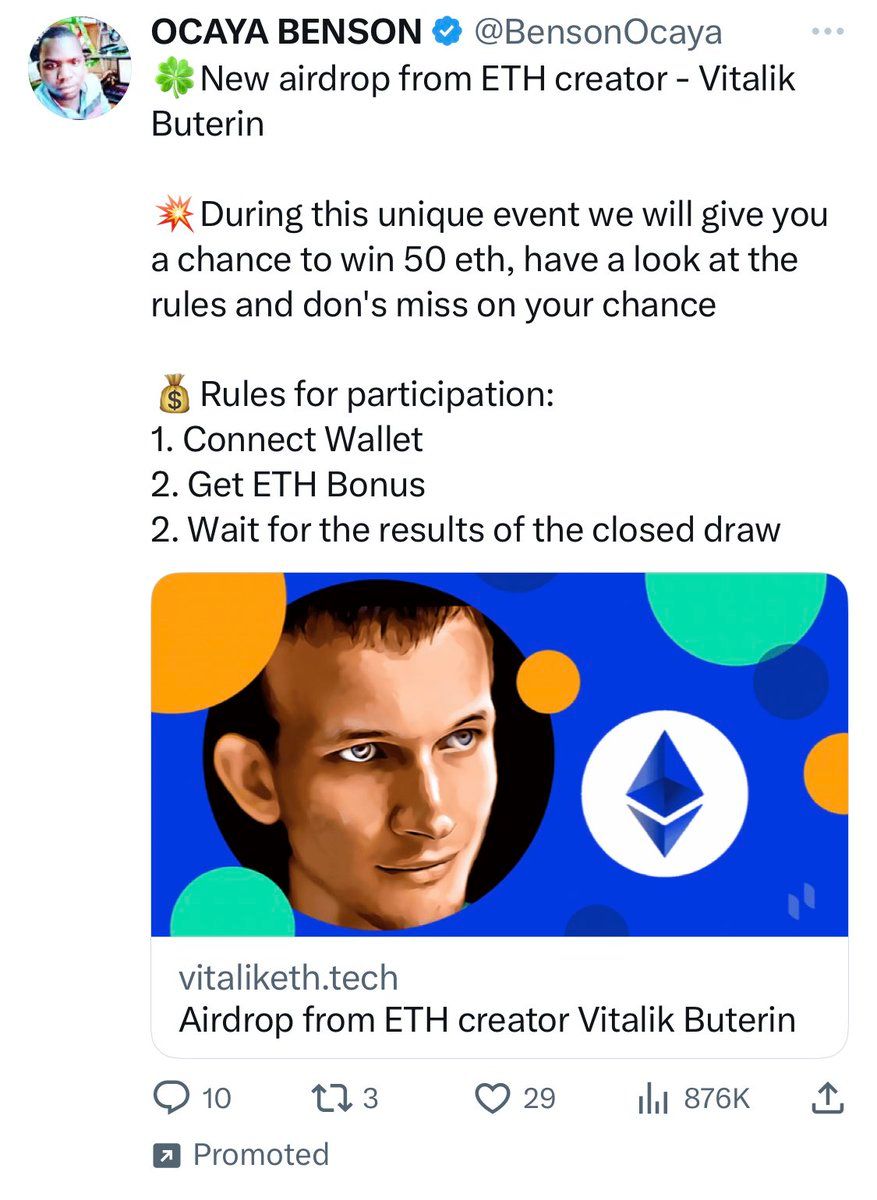 OCAYA BENSON @BensonOcaya
🍀New airdrop from ETH creator - Vitalik
Buterin
💥During this unique event we will give you
a chance to win 50 eth, have a look at the
rules and don's miss on your chance
💰 Rules for participation:
1. Connect Wallet
2. Get ETH Bonus
2. Wait for the results of the closed draw
vitaliketh.tech
Airdrop from ETH creator Vitalik Buterin
10 3 29 876K
Promoted